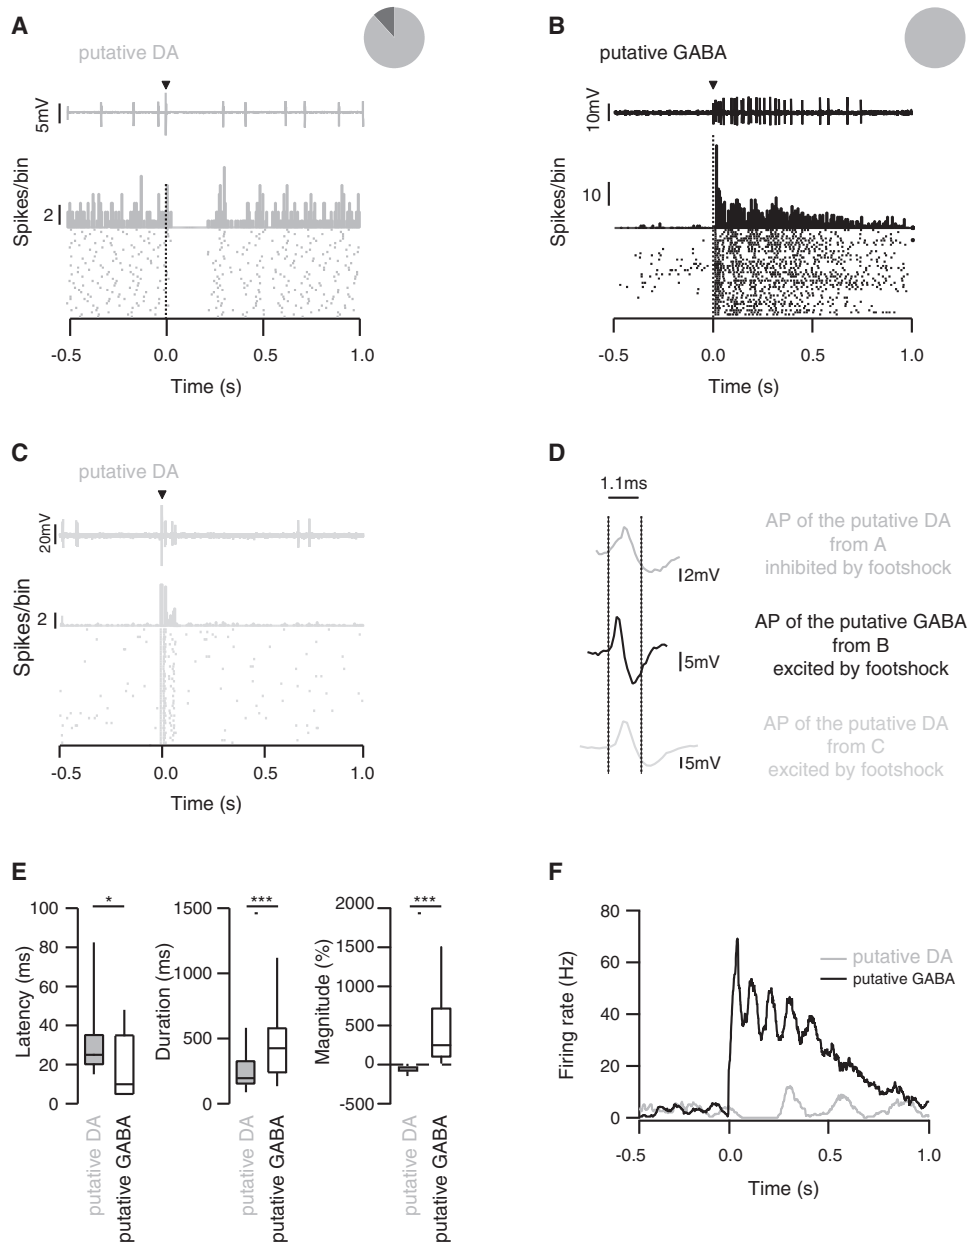 A
putative DA
5mV
Spikes/bin
2
-0.5 0.0 0.5 1.0
Time (s)
B
putative GABA
10mV
Spikes/bin
10
-0.5 0.0 0.5 1.0
Time (s)
C
putative DA
20mV
Spikes/bin
2
-0.5 0.0 0.5 1.0
Time (s)
D
1.1ms
2mV
AP of the putative DA
from A
inhibited by footshock
5mV
AP of the putative GABA
from B
excited by footshock
5mV
AP of the putative DA
from C
excited by footshock
E
Latency (ms)
100
80
60
40
20
0
*
putative DA
putative GABA
Duration (ms)
1500
1000
500
0
***
putative DA
putative GABA
Magnitude (%)
2000
1500
1000
500
0
-500
***
putative DA
putative GABA
F
Firing rate (Hz)
80
60
40
20
0
putative DA
putative GABA
-0.5 0.0 0.5 1.0
Time (s)